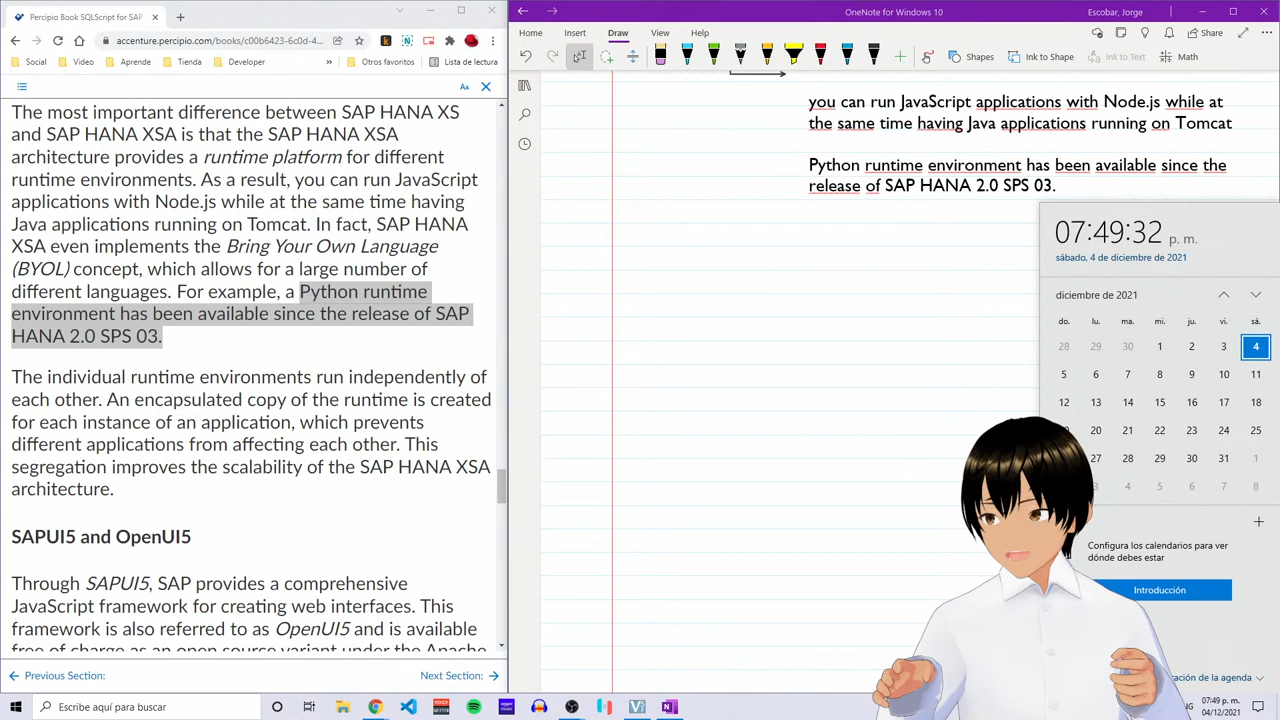 Percipio Book SQLScript for SAP
accenture.percipio.com/books/c00b6423-6c0d-4...
Social
Video
Aprende
Tienda
Developer
Otros favoritos
Lista de lectura
The most important difference between SAP HANA XS
and SAP HANA XSA is that the SAP HANA XSA
architecture provides a runtime platform for different
runtime environments. As a result, you can run JavaScript
applications with Node.js while at the same time having
Java applications running on Tomcat. In fact, SAP HANA
XSA even implements the Bring Your Own Language
(BYOL) concept, which allows for a large number of
different languages. For example, a Python runtime
environment has been available since the release of SAP
HANA 2.0 SPS 03.
The individual runtime environments run independently of
each other. An encapsulated copy of the runtime is created
for each instance of an application, which prevents
different applications from affecting each other. This
segregation improves the scalability of the SAP HANA XSA
architecture.
SAPUI5 and OpenUI5
Through SAPUI5, SAP provides a comprehensive
JavaScript framework for creating web interfaces. This
framework is also referred to as OpenUI5 and is available
free of charge as an open source variant under the Apache
Previous Section:
Next Section:
OneNote for Windows 10
Escobar, Jorge
Home Insert Draw View Help
Share
Shapes
Ink to Shape
Ink to Text
Math
you can run JavaScript applications with Node.js while at
the same time having Java applications running on Tomcat
Python runtime environment has been available since the
release of SAP HANA 2.0 SPS 03.
07:49:32 p. m.
sábado, 4 de diciembre de 2021
diciembre de 2021
do. lu. ma. mi. ju. vi. sá.
28 29 30 1 2 3 4
5 6 7 8 9 10 11
12 13 14 15 16 17 18
20 21 22 23 24 25
27 28 29 30 31 1
3 4 5 6 7 8
Configura los calendarios para ver
dónde debes estar
Introducción
ración de la agenda
Escribe aquí para buscar
07:49 p. m.
04/12/2021